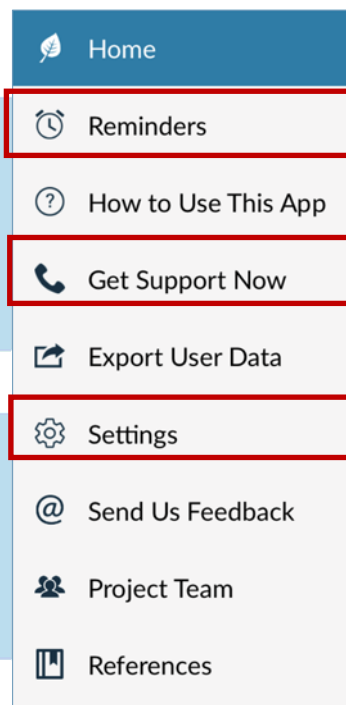 Home
Reminders
How to Use This App
Get Support Now
Export User Data
Settings
Send Us Feedback
Project Team
References